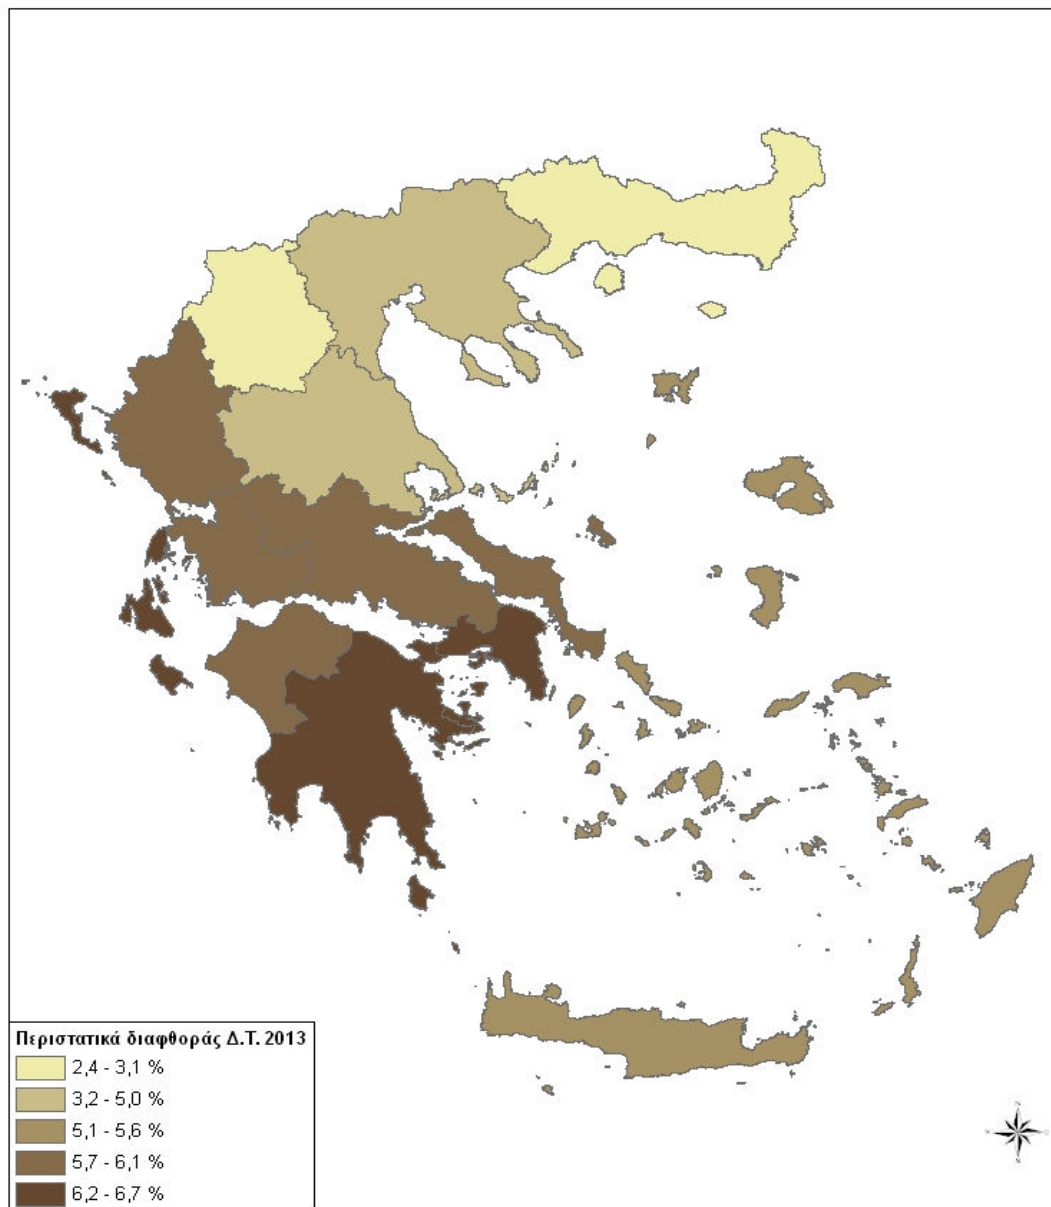 Περιστατικά διαφθοράς Δ.Τ. 2013
2,4 - 3,1 %
3,2 - 5,0 %
5,1 - 5,6 %
5,7 - 6,1 %
6,2 - 6,7 %